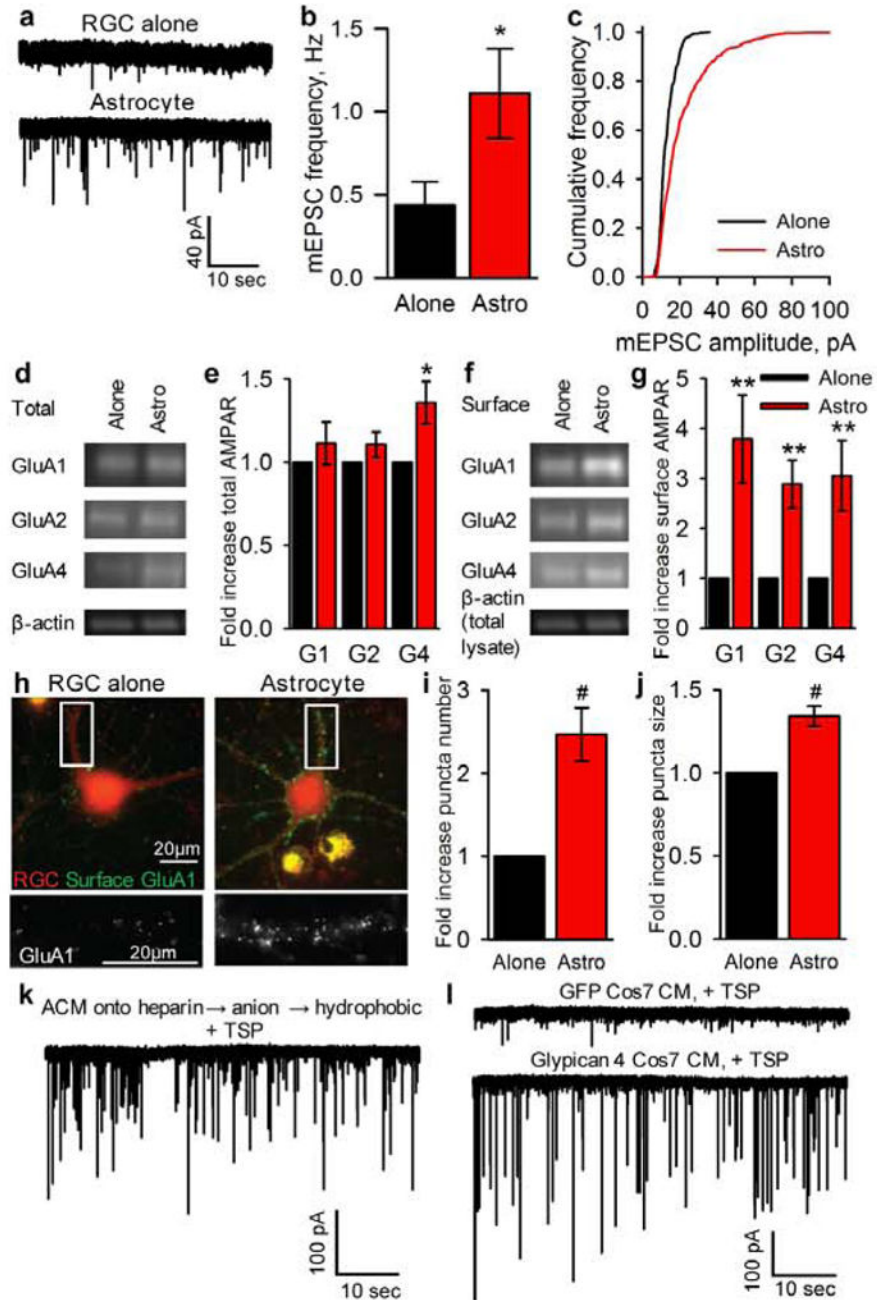 a
RGC alone
Astrocyte
40 pA
10 sec
b
mEPSC frequency, Hz
1.5
1.0
0.5
0.0
*
Alone Astro
c
Cumulative frequency
1.0
0.8
0.6
0.4
0.2
0.0
Alone
Astro
0 20 40 60 80 100
mEPSC amplitude, pA
d
Total
Alone
Astro
GluA1
GluA2
GluA4
β-actin
e
Fold increase total AMPAR
1.5
1.0
0.5
0.0
*
G1 G2 G4
f
Surface
Alone
Astro
GluA1
GluA2
GluA4
β-actin
(total
lysate)
g
Fold increase surface AMPAR
5
4
3
2
1
0
Alone
Astro
**
**
**
G1 G2 G4
h
RGC alone
Astrocyte
20μm
RGC Surface GluA1
GluA1
20μm
i
Fold increase puncta number
3
2
1
0
#
Alone Astro
j
Fold increase puncta size
1.5
1.0
0.5
0.0
#
Alone Astro
k
ACM onto heparin→ anion → hydrophobic
+ TSP
100 pA
10 sec
l
GFP Cos7 CM, + TSP
Glypican 4 Cos7 CM, + TSP
100 pA
10 sec